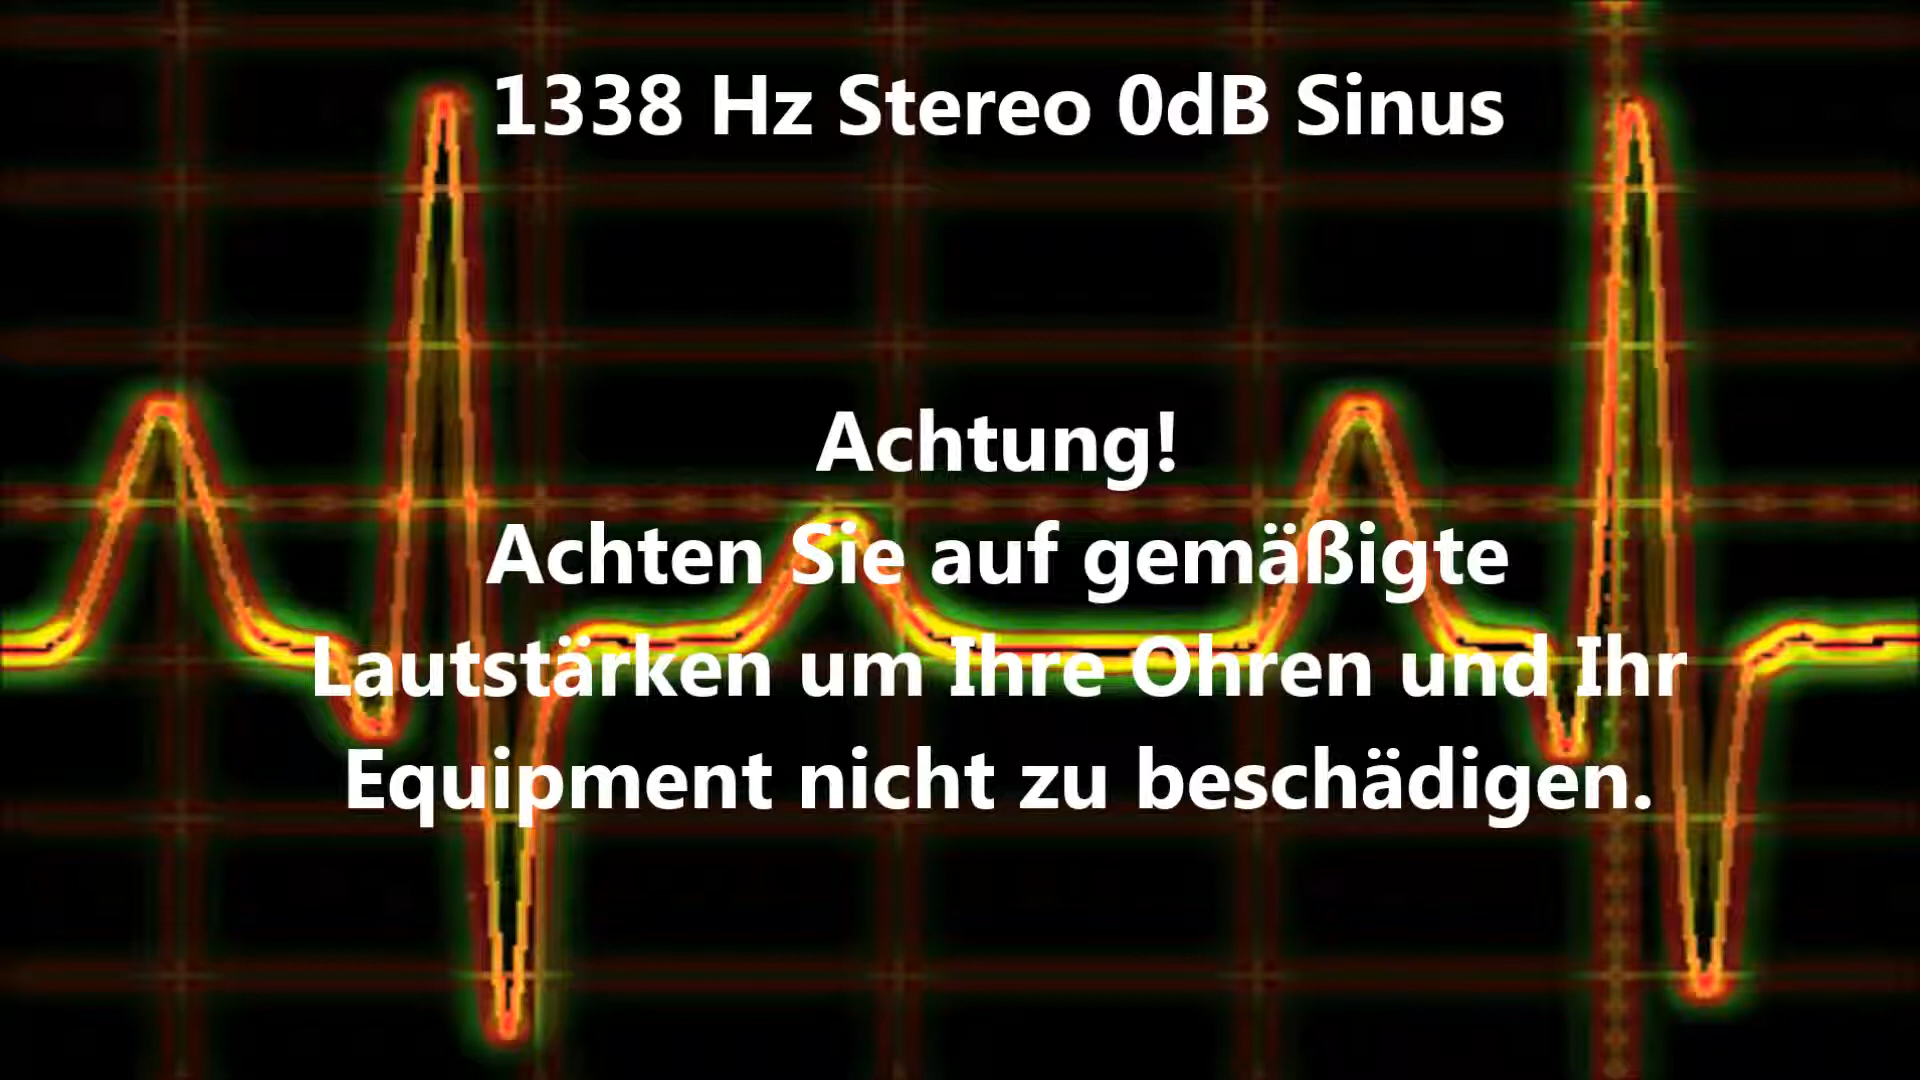 1338 Hz Stereo 0dB Sinus
Achtung!
Achten Sie auf gemäßigte
Lautstärken um Ihre Ohren und Ihr
Equipment nicht zu beschädigen.